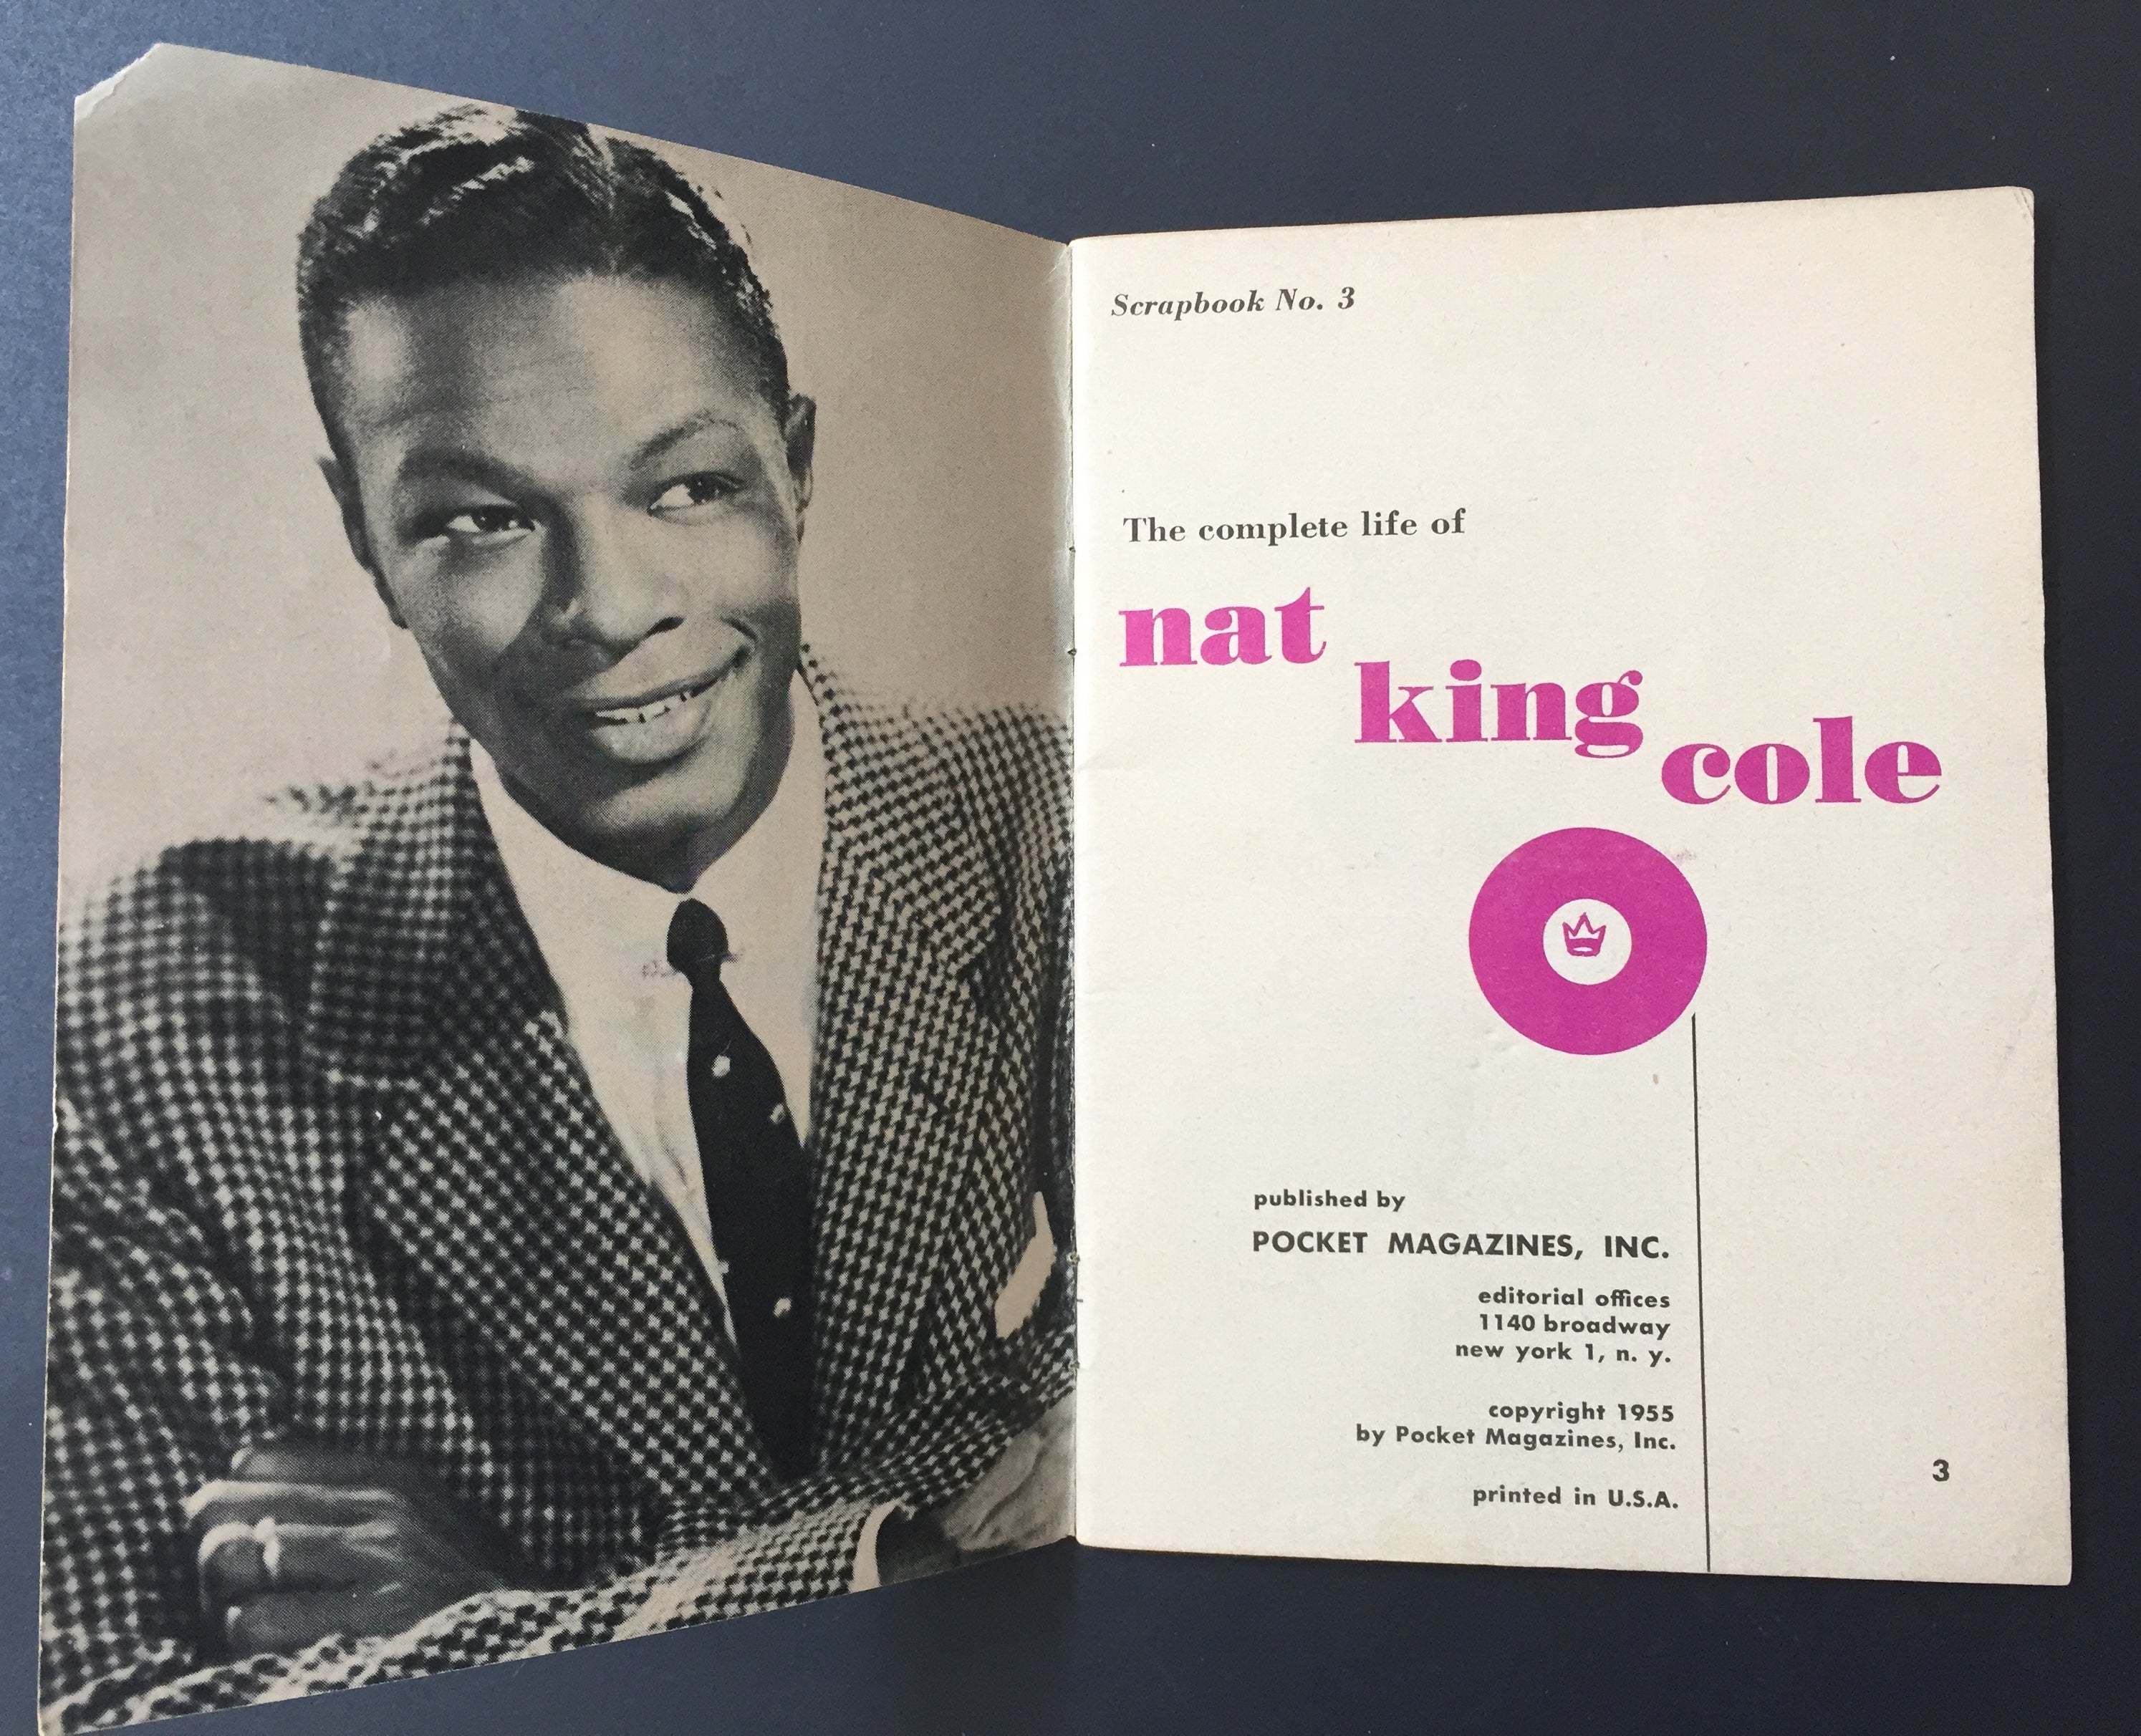 Scrapbook No. 3
The complete life of
nat
king
cole
published by
POCKET MAGAZINES, INC.
editorial offices
1140 broadway
new york 1, n. y.
copyright 1955
by Pocket Magazines, Inc.
printed in U.S.A.
3